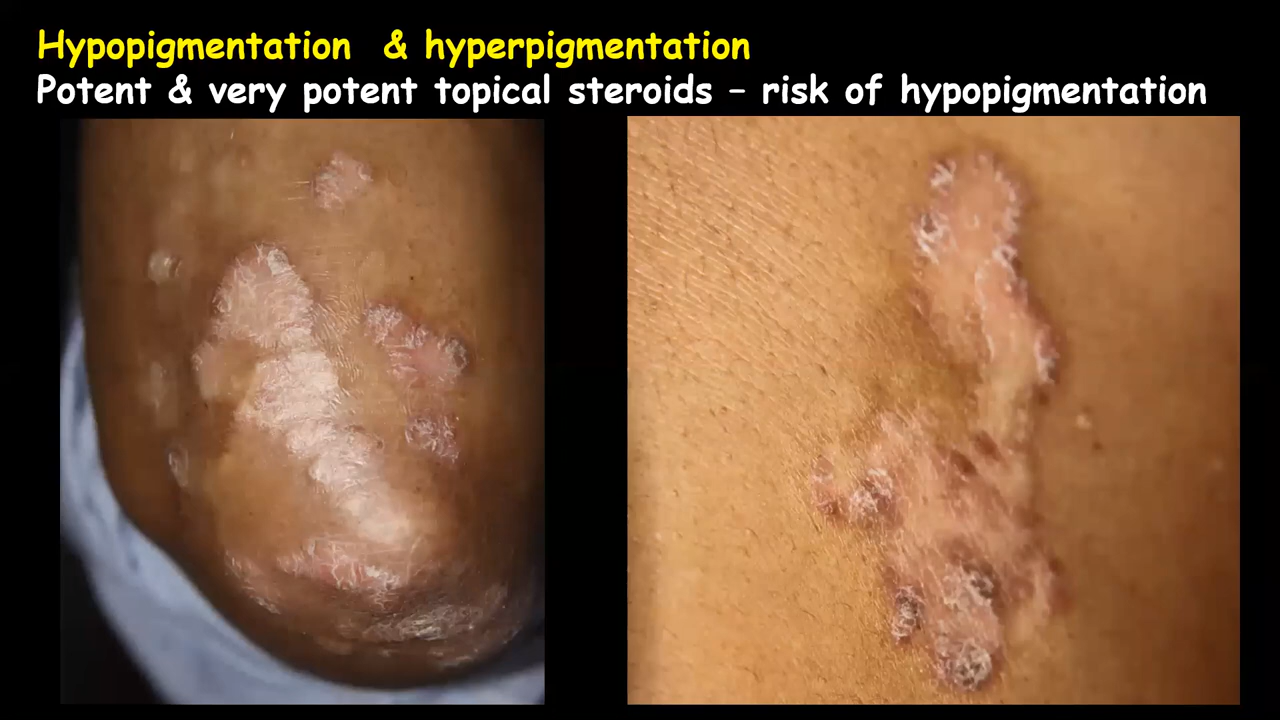 Hypopigmentation & hyperpigmentation
Potent & very potent topical steroids – risk of hypopigmentation